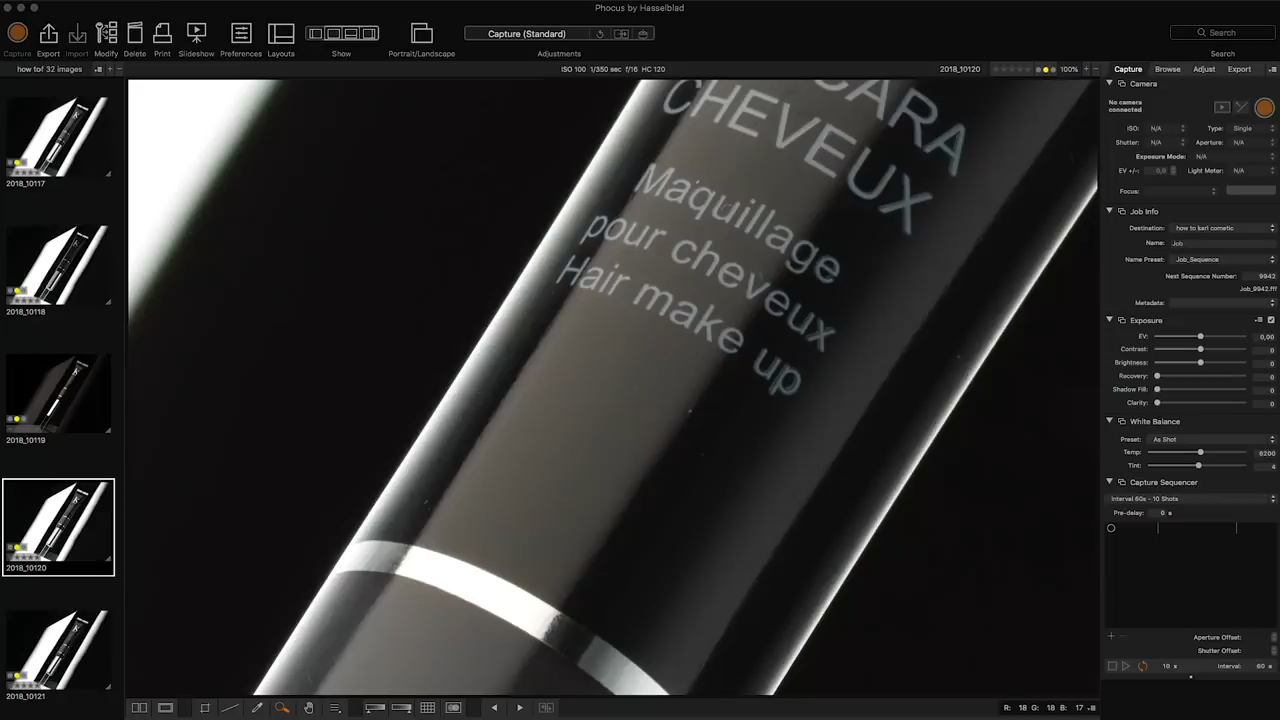 Phocus by Hasselblad
Capture
Export
Import
Modify
Delete
Print
Slideshow
Preferences
Layouts
Show
Portrait/Landscape
Capture (Standard)
Adjustments
Search
Search
how to f 32 images
ISO 100 1/350 sec f/16 HC 120
2018_10120
100%
Capture Browse Adjust Export
2018_10117
2018_10118
2018_10119
2018_10120
2018_10121
CARA
CHEVEUX
Maquillage
pour cheveux
Hair make up
Camera
No camera
connected
ISO: N/A Type: Single
Shutter: N/A Aperture: N/A
Exposure Mode: N/A
EV +/-: 0,0 Light Meter: N/A
Focus:
Job Info
Destination: how to karl cometic
Name: Job
Name Preset: Job_Sequence
Next Sequence Number: 9942
Job_9942.fff
Metadata:
Exposure
EV: 0,00
Contrast: 0
Brightness: 0
Recovery: 0
Shadow Fill: 0
Clarity: 0
White Balance
Preset: As Shot
Temp: 6200
Tint: 4
Capture Sequencer
Interval 60s - 10 Shots
Pre-delay: 0 s
Aperture Offset:
Shutter Offset:
10 x Interval: 60 s
R: 18 G: 18 B: 17